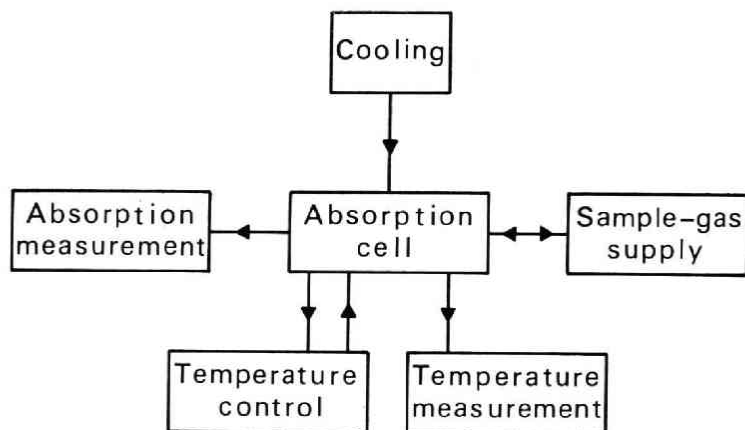 Cooling
Absorption
measurement
Absorption
cell
Sample-gas
supply
Temperature
control
Temperature
measurement